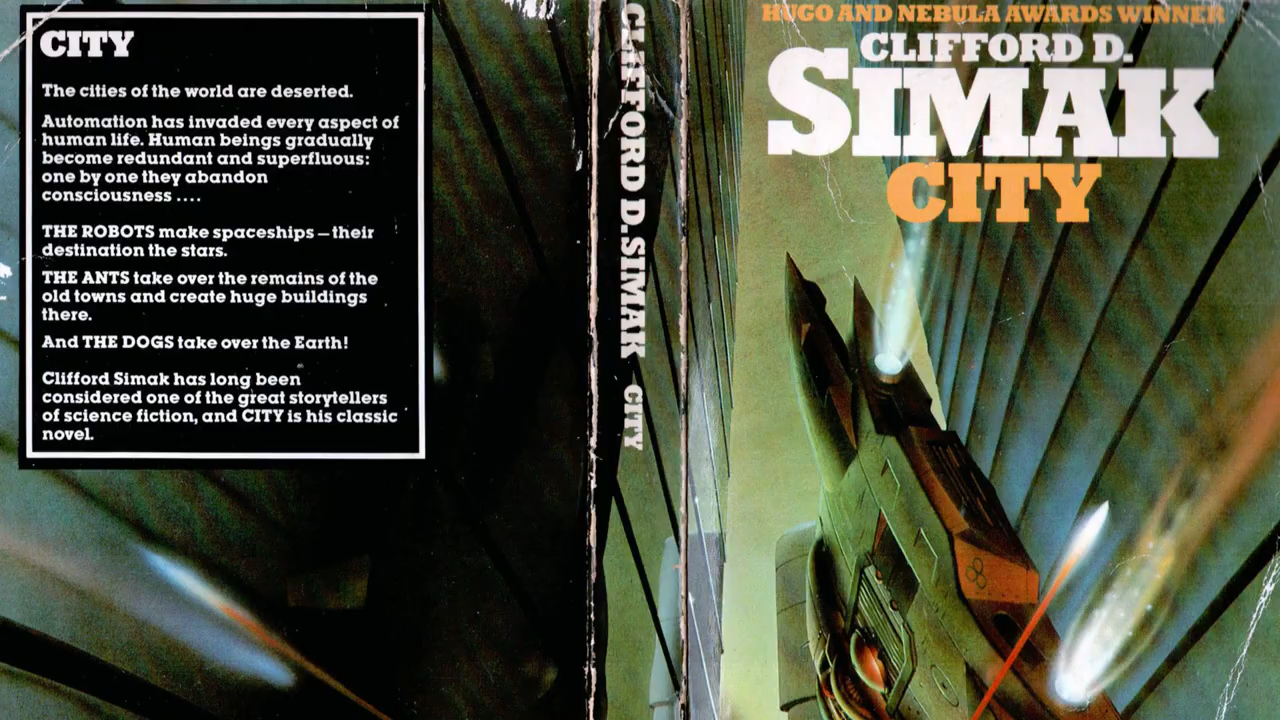 CITY
The cities of the world are deserted.
Automation has invaded every aspect of
human life. Human beings gradually
become redundant and superfluous:
one by one they abandon
consciousness ....
THE ROBOTS make spaceships – their
destination the stars.
THE ANTS take over the remains of the
old towns and create huge buildings
there.
And THE DOGS take over the Earth!
Clifford Simak has long been
considered one of the great storytellers
of science fiction, and CITY is his classic
novel.
CLIFFORD D. SIMAK CITY
HUGO AND NEBULA AWARDS WINNER
CLIFFORD D.
SIMAK
CITY